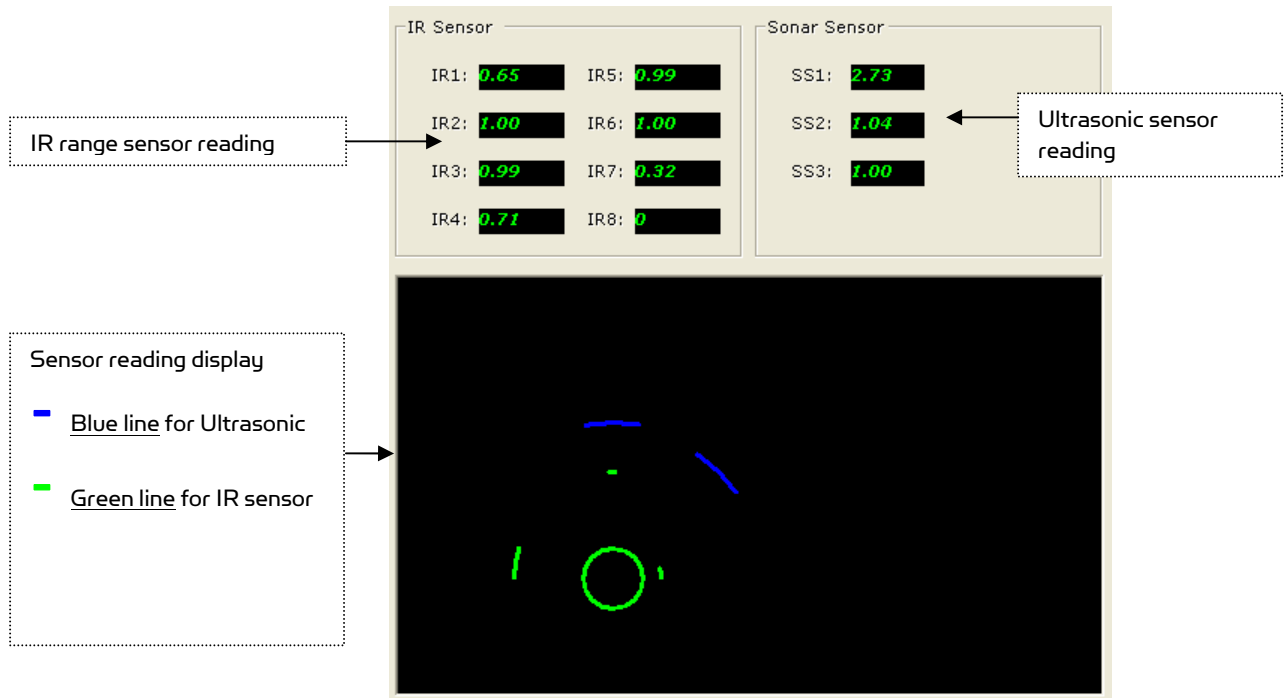 IR Sensor
IR1: 0.65 IR5: 0.99
IR2: 1.00 IR6: 1.00
IR3: 0.99 IR7: 0.32
IR4: 0.71 IR8: 0
Sonar Sensor
SS1: 2.73
SS2: 1.04
SS3: 1.00
IR range sensor reading
Ultrasonic sensor
reading
Sensor reading display
Blue line for Ultrasonic
Green line for IR sensor